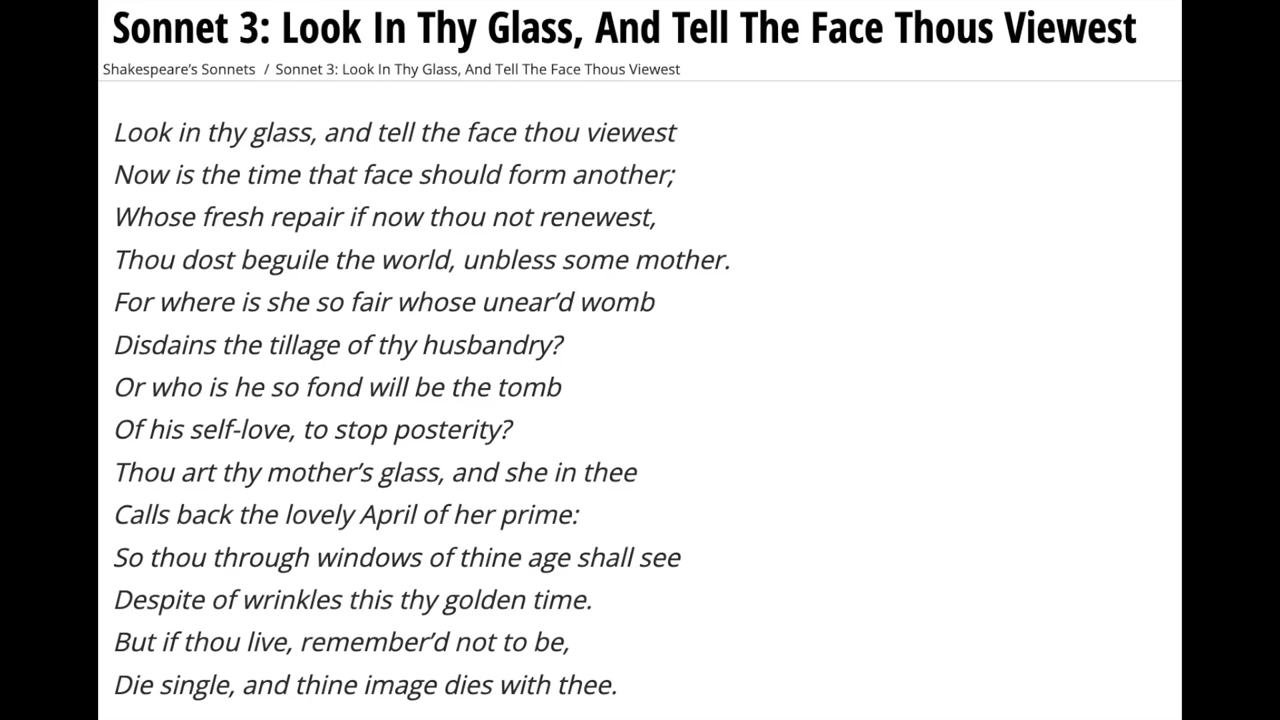 Sonnet 3: Look In Thy Glass, And Tell The Face Thous Viewest
Shakespeare’s Sonnets / Sonnet 3: Look In Thy Glass, And Tell The Face Thous Viewest
Look in thy glass, and tell the face thou viewest
Now is the time that face should form another;
Whose fresh repair if now thou not renewest,
Thou dost beguile the world, unbless some mother.
For where is she so fair whose unear’d womb
Disdains the tillage of thy husbandry?
Or who is he so fond will be the tomb
Of his self-love, to stop posterity?
Thou art thy mother’s glass, and she in thee
Calls back the lovely April of her prime:
So thou through windows of thine age shall see
Despite of wrinkles this thy golden time.
But if thou live, remember’d not to be,
Die single, and thine image dies with thee.